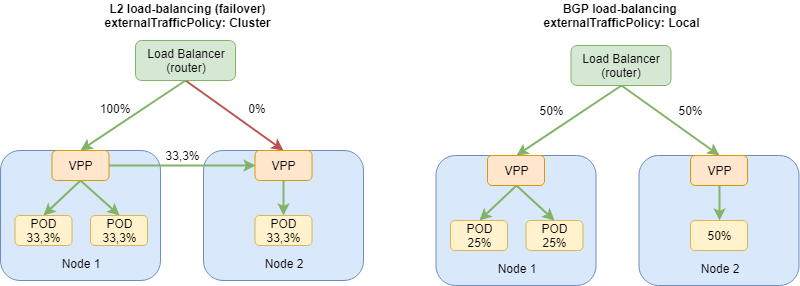 L2 load-balancing (failover)
externalTrafficPolicy: Cluster
Load Balancer
(router)
100%
0%
VPP
33,3%
VPP
POD
33,3%
POD
33,3%
POD
33,3%
Node 1
Node 2
BGP load-balancing
externalTrafficPolicy: Local
Load Balancer
(router)
50%
50%
VPP
VPP
POD
25%
POD
25%
50%
Node 1
Node 2